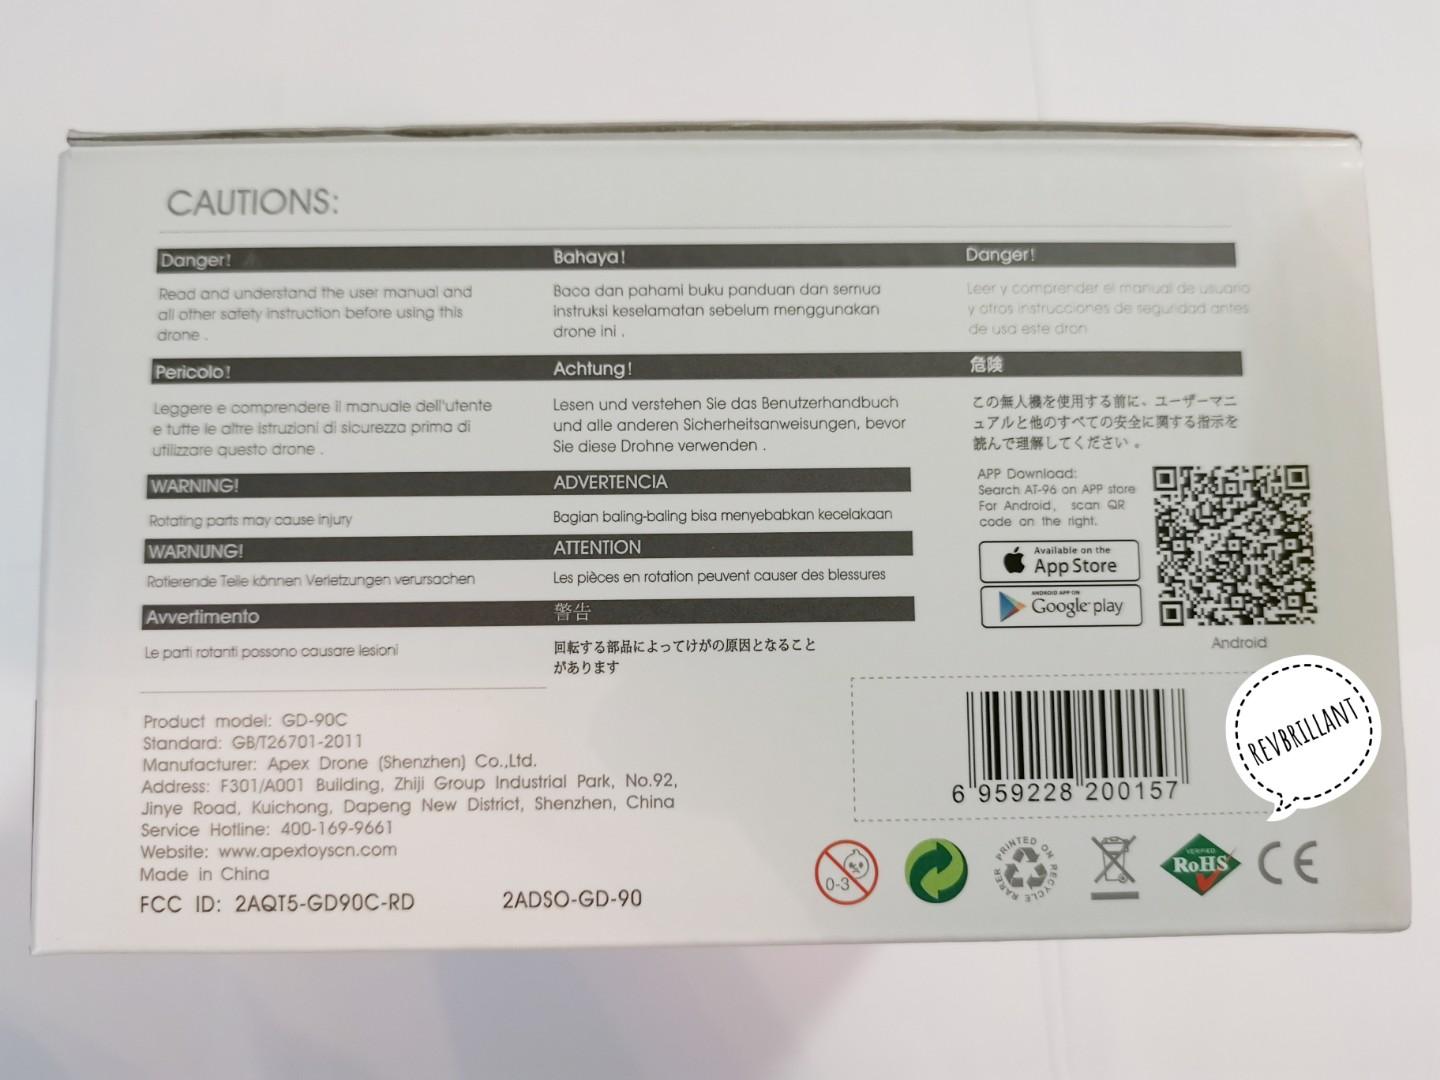 CAUTIONS:
Danger!
Read and understand the user manual and
all other safety instruction before using this
drone .
Bahaya!
Baca dan pahami buku panduan dan semua
instruksi keselamatan sebelum menggunakan
drone ini .
Danger!
Leer y comprender el manual de usuario
y otros instrucciones de seguridad antes
de usa este dron
Pericolo!
Leggere e comprendere il manuale dell'utente
e tutte le altre istruzioni di sicurezza prima di
utilizzare questo drone .
Achtung!
Lesen und verstehen Sie das Benutzerhandbuch
und alle anderen Sicherheitsanweisungen, bevor
Sie diese Drohne verwenden .
危険
この無人機を使用する前に、ユーザーマニ
ュアルと他のすべての安全に関する指示を
読んで理解してください 。
WARNING!
Rotating parts may cause injury
ADVERTENCIA
Bagian baling-baling bisa menyebabkan kecelakaan
WARNUNG!
Rotierende Teile können Verletzungen verursachen
ATTENTION
Les pièces en rotation peuvent causer des blessures
Avvertimento
Le parti rotanti possono causare lesioni
警告
回転する部品によってけがの原因となること
があります
APP Download:
Search AT-96 on APP store
For Android, scan QR
code on the right.
Available on the
App Store
ANDROID APP ON
Google play
Android
Product model: GD-90C
Standard: GB/T26701-2011
Manufacturer: Apex Drone (Shenzhen) Co.,Ltd.
Address: F301/A001 Building, Zhiji Group Industrial Park, No.92,
Jinye Road, Kuichong, Dapeng New District, Shenzhen, China
Service Hotline: 400-169-9661
Website: www.apextoyscn.com
Made in China
FCC ID: 2AQT5-GD90C-RD 2ADSO-GD-90
6 959228 200157
REVBRILLANT
0-3
PRINTED ON
RECYCLE PAPER
VERIFIED
RoHS
CE